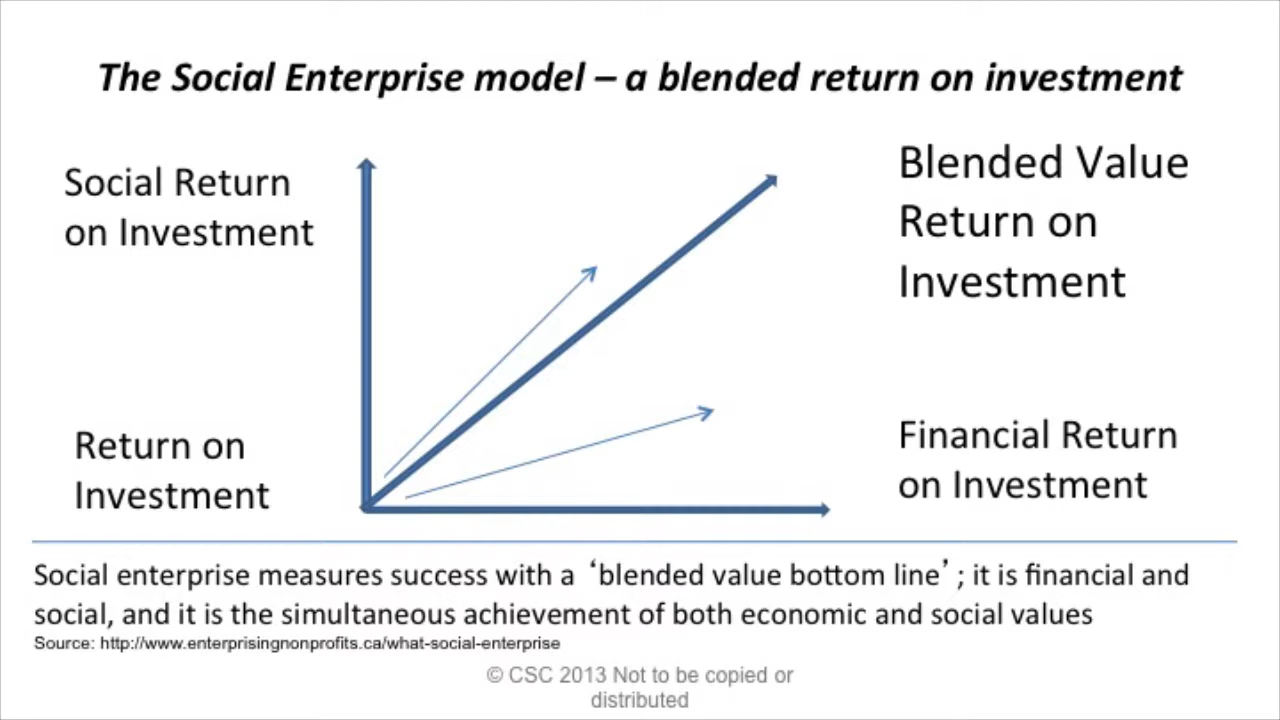 The Social Enterprise model – a blended return on investment
Social Return
on Investment
Blended Value
Return on
Investment
Return on
Investment
Financial Return
on Investment
Social enterprise measures success with a ‘blended value bottom line’; it is financial and
social, and it is the simultaneous achievement of both economic and social values
Source: http://www.enterprisingnonprofits.ca/what-social-enterprise
© CSC 2013 Not to be copied or
distributed